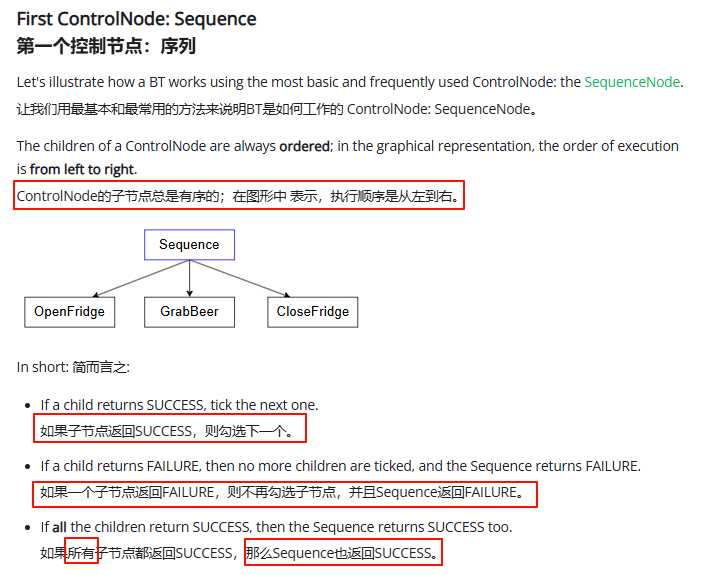 First ControlNode: Sequence
第一个控制节点：序列
Let's illustrate how a BT works using the most basic and frequently used ControlNode: the SequenceNode.
让我们用最基本和最常用的方法来说明BT是如何工作的 ControlNode: SequenceNode。
The children of a ControlNode are always ordered; in the graphical representation, the order of execution
is from left to right.
ControlNode的子节点总是有序的；在图形中 表示，执行顺序是从左到右。
Sequence
OpenFridge
GrabBeer
CloseFridge
In short: 简而言之:
If a child returns SUCCESS, tick the next one.
如果子节点返回SUCCESS，则勾选下一个。
If a child returns FAILURE, then no more children are ticked, and the Sequence returns FAILURE.
如果一个子节点返回FAILURE，则不再勾选子节点，并且Sequence返回FAILURE。
If all the children return SUCCESS, then the Sequence returns SUCCESS too.
如果所有子节点都返回SUCCESS，那么Sequence也返回SUCCESS。